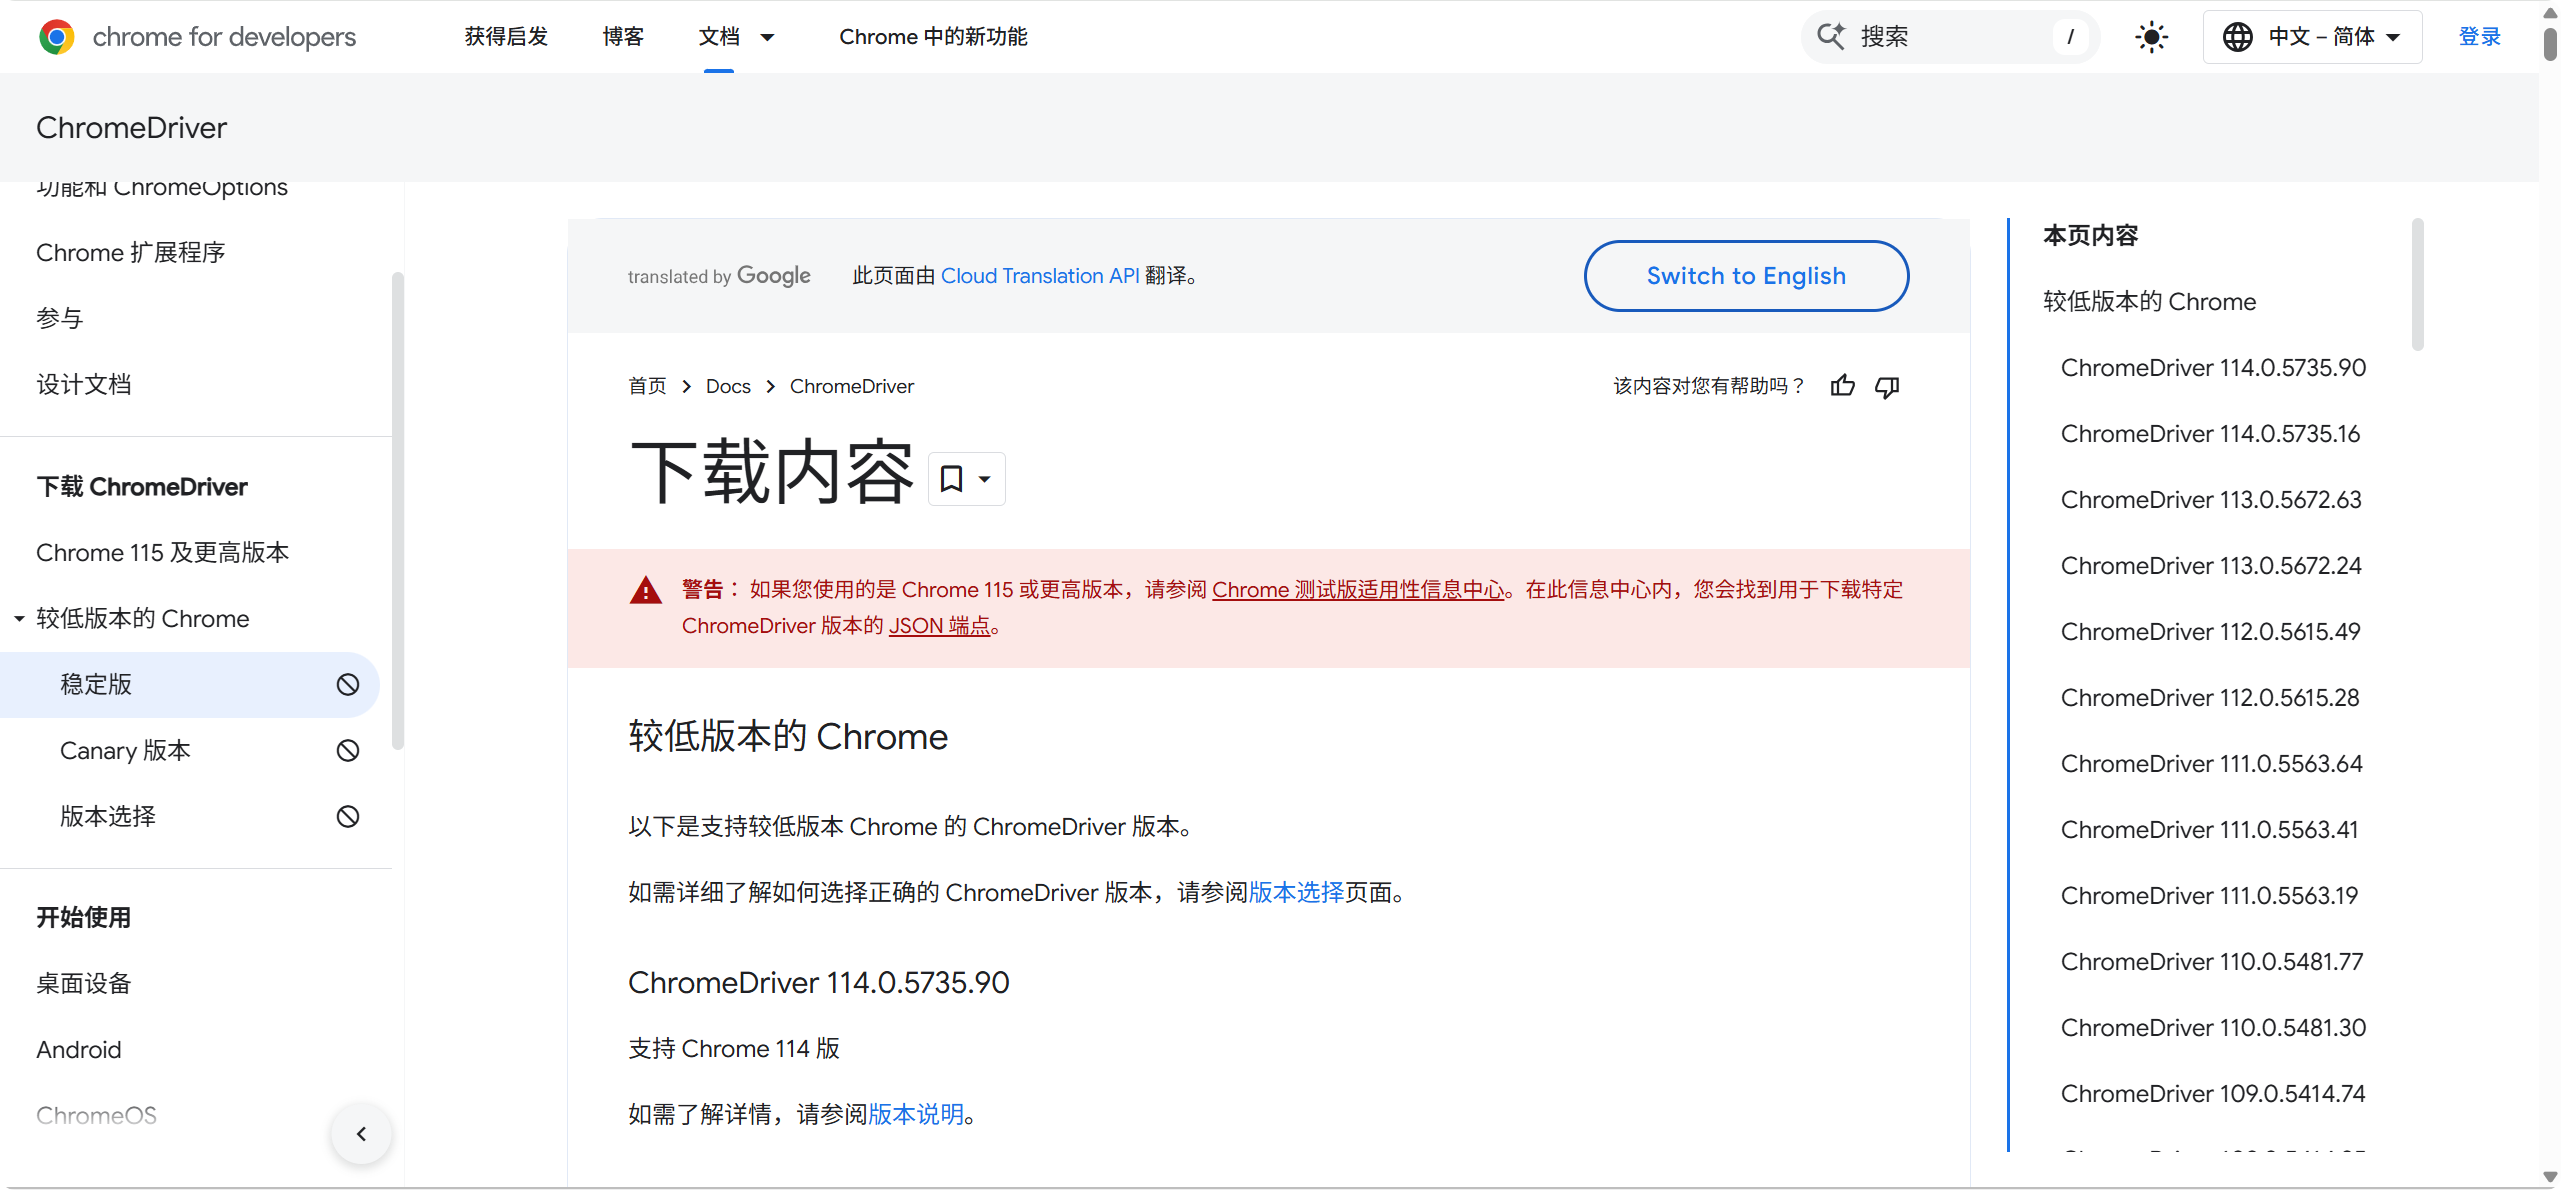 chrome for developers
获得启发
博客
文档
Chrome 中的新功能
搜索
/
中文 – 简体
登录
ChromeDriver
功能和 ChromeOptions
Chrome 扩展程序
参与
设计文档
下载 ChromeDriver
Chrome 115 及更高版本
较低版本的 Chrome
稳定版
Canary 版本
版本选择
开始使用
桌面设备
Android
ChromeOS
translated by Google
此页面由 Cloud Translation API 翻译。
Switch to English
首页 > Docs > ChromeDriver
该内容对您有帮助吗？
下载内容
警告： 如果您使用的是 Chrome 115 或更高版本，请参阅 Chrome 测试版适用性信息中心。在此信息中心内，您会找到用于下载特定
ChromeDriver 版本的 JSON 端点。
较低版本的 Chrome
以下是支持较低版本 Chrome 的 ChromeDriver 版本。
如需详细了解如何选择正确的 ChromeDriver 版本，请参阅版本选择页面。
ChromeDriver 114.0.5735.90
支持 Chrome 114 版
如需了解详情，请参阅版本说明。
本页内容
较低版本的 Chrome
ChromeDriver 114.0.5735.90
ChromeDriver 114.0.5735.16
ChromeDriver 113.0.5672.63
ChromeDriver 113.0.5672.24
ChromeDriver 112.0.5615.49
ChromeDriver 112.0.5615.28
ChromeDriver 111.0.5563.64
ChromeDriver 111.0.5563.41
ChromeDriver 111.0.5563.19
ChromeDriver 110.0.5481.77
ChromeDriver 110.0.5481.30
ChromeDriver 109.0.5414.74